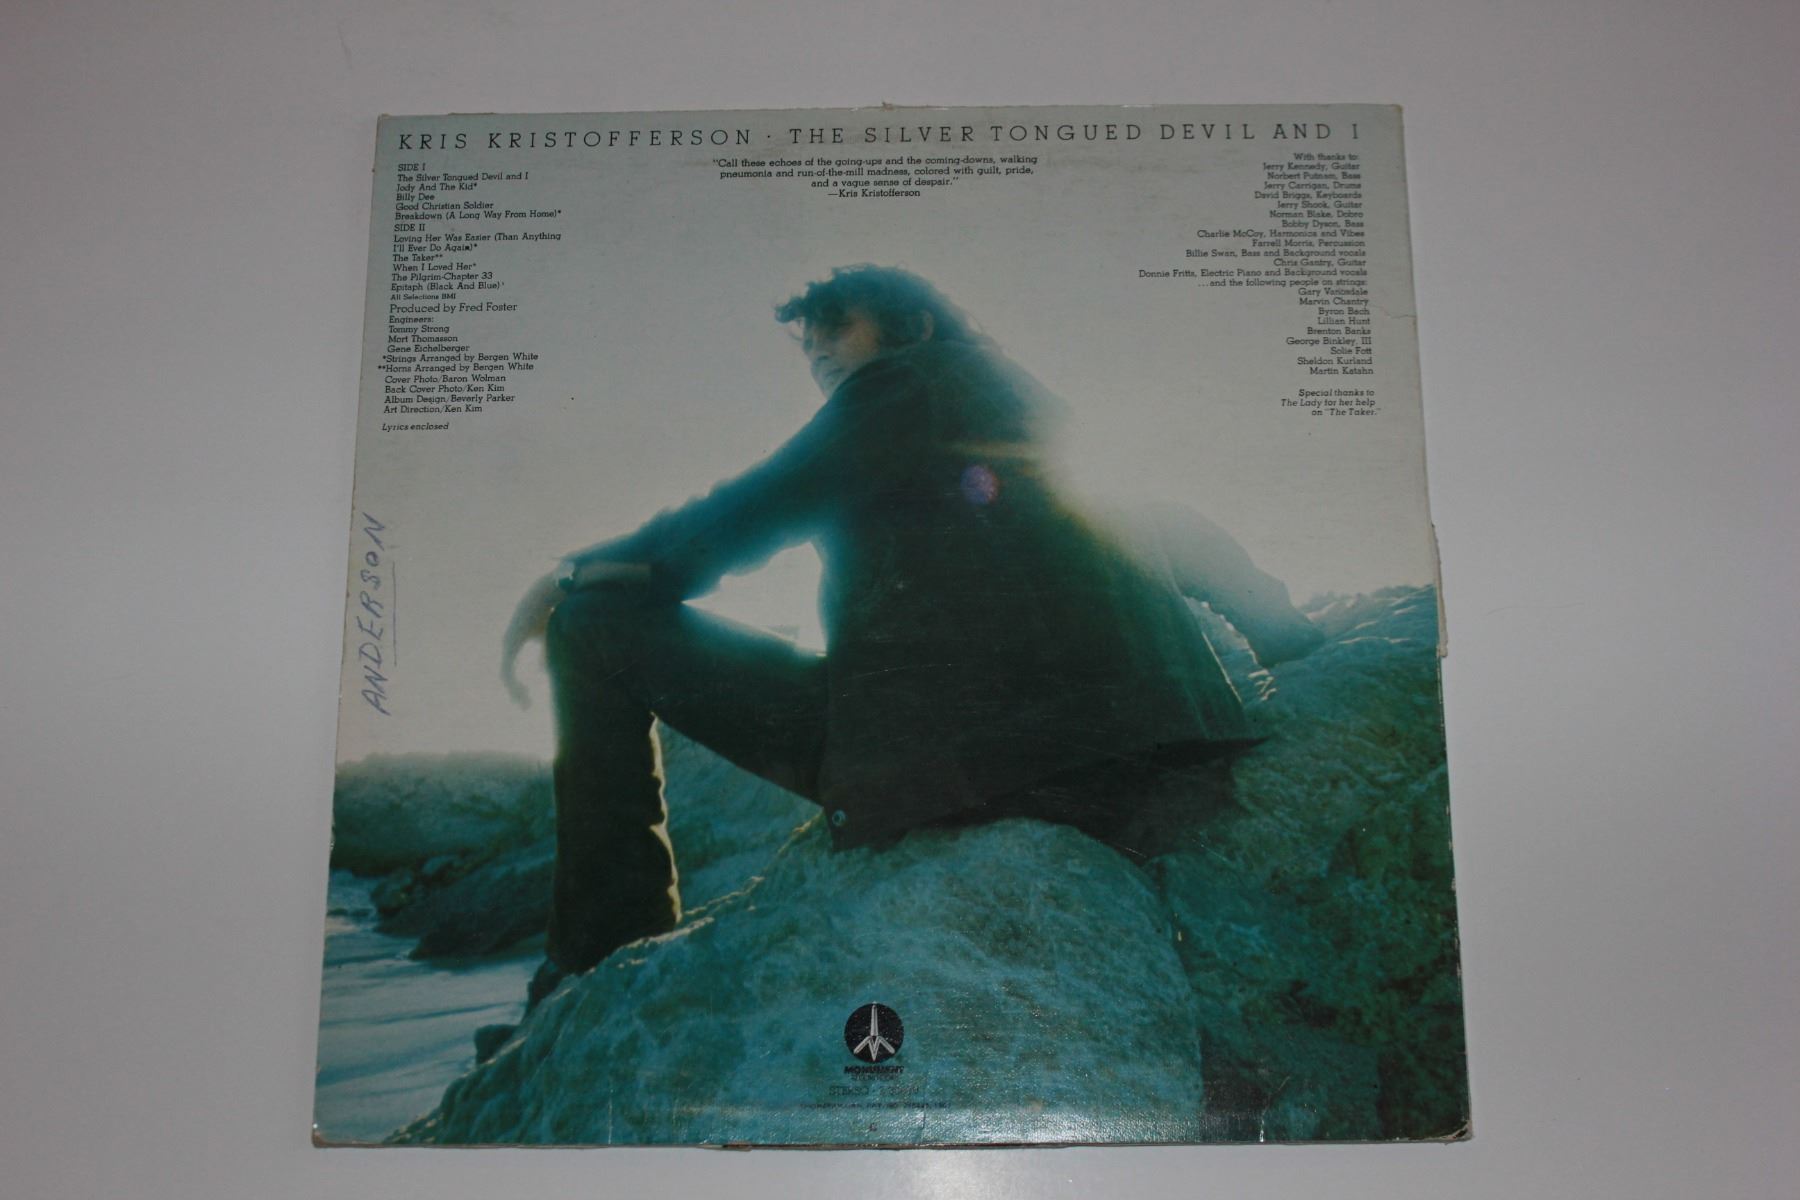 KRIS KRISTOFFERSON · THE SILVER TONGUED DEVIL AND I
SIDE I
The Silver Tongued Devil and I
Jody And The Kid*
Billy Dee
Good Christian Soldier
Breakdown (A Long Way From Home)*
SIDE II
Loving Her Was Easier (Than Anything
I'll Ever Do Again)*
The Taker**
When I Loved Her*
The Pilgrim-Chapter 33
Epitaph (Black And Blue)*
All Selections BMI
Produced by Fred Foster
Engineers:
Tommy Strong
Mort Thomasson
Gene Eichelberger
*Strings Arranged by Bergen White
**Horns Arranged by Bergen White
Cover Photo/Baron Wolman
Back Cover Photo/Ken Kim
Album Design/Beverly Parker
Art Direction/Ken Kim
Lyrics enclosed
"Call these echoes of the going-ups and the coming-downs, walking
pneumonia and run-of-the-mill madness, colored with guilt, pride,
and a vague sense of despair."
—Kris Kristofferson
With thanks to:
Jerry Kennedy, Guitar
Norbert Putnam, Bass
Jerry Carrigan, Drums
David Briggs, Keyboards
Jerry Shook, Guitar
Norman Blake, Dobro
Bobby Dyson, Bass
Charlie McCoy, Harmonica and Vibes
Farrell Morris, Percussion
Billie Swan, Bass and Background vocals
Chris Gantry, Guitar
Donnie Fritts, Electric Piano and Background vocals
...and the following people on strings:
Gary Vanosdale
Marvin Chantry
Byron Bach
Lillian Hunt
Brenton Banks
George Binkley, III
Solie Fott
Sheldon Kurland
Martin Katahn
Special thanks to
The Lady for her help
on "The Taker."
ANDERSON
MONUMENT
STEREO